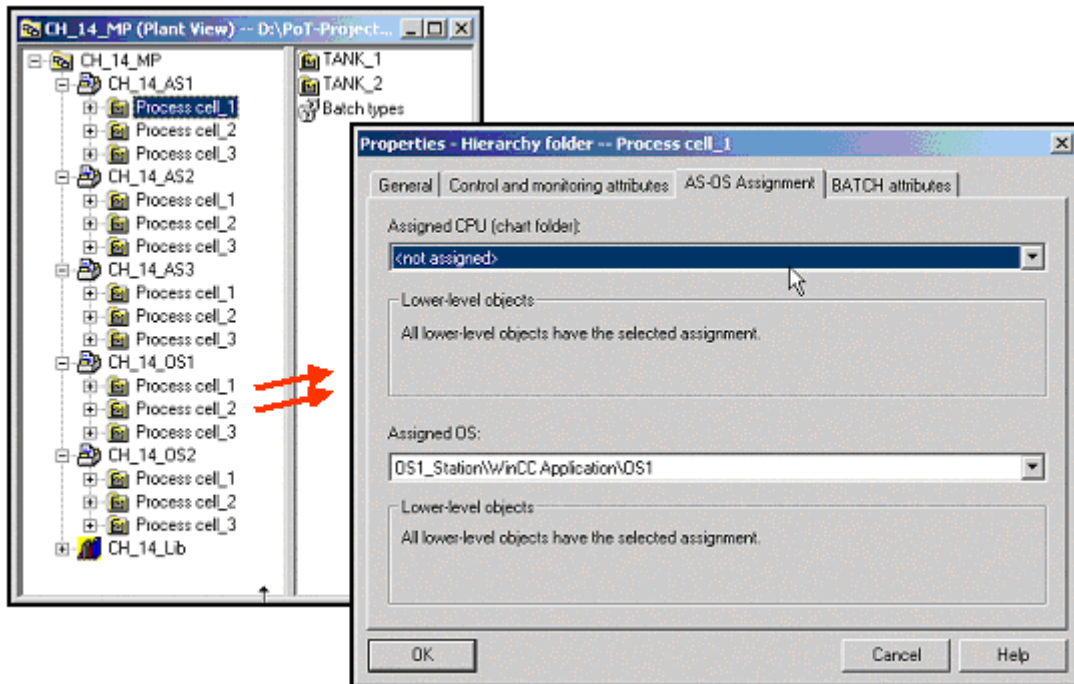 CH_14_MP (Plant View) -- D:\PoT-Project...
CH_14_MP
CH_14_AS1
Process cell_1
Process cell_2
Process cell_3
CH_14_AS2
Process cell_1
Process cell_2
Process cell_3
CH_14_AS3
Process cell_1
Process cell_2
Process cell_3
CH_14_OS1
Process cell_1
Process cell_2
Process cell_3
CH_14_OS2
Process cell_1
Process cell_2
Process cell_3
CH_14_Lib
TANK_1
TANK_2
Batch types
Properties - Hierarchy folder -- Process cell_1
General
Control and monitoring attributes
AS-OS Assignment
BATCH attributes
Assigned CPU (chart folder):
<not assigned>
Lower-level objects
All lower-level objects have the selected assignment.
Assigned OS:
OS1_Station\WinCC Application\OS1
Lower-level objects
All lower-level objects have the selected assignment.
OK
Cancel
Help